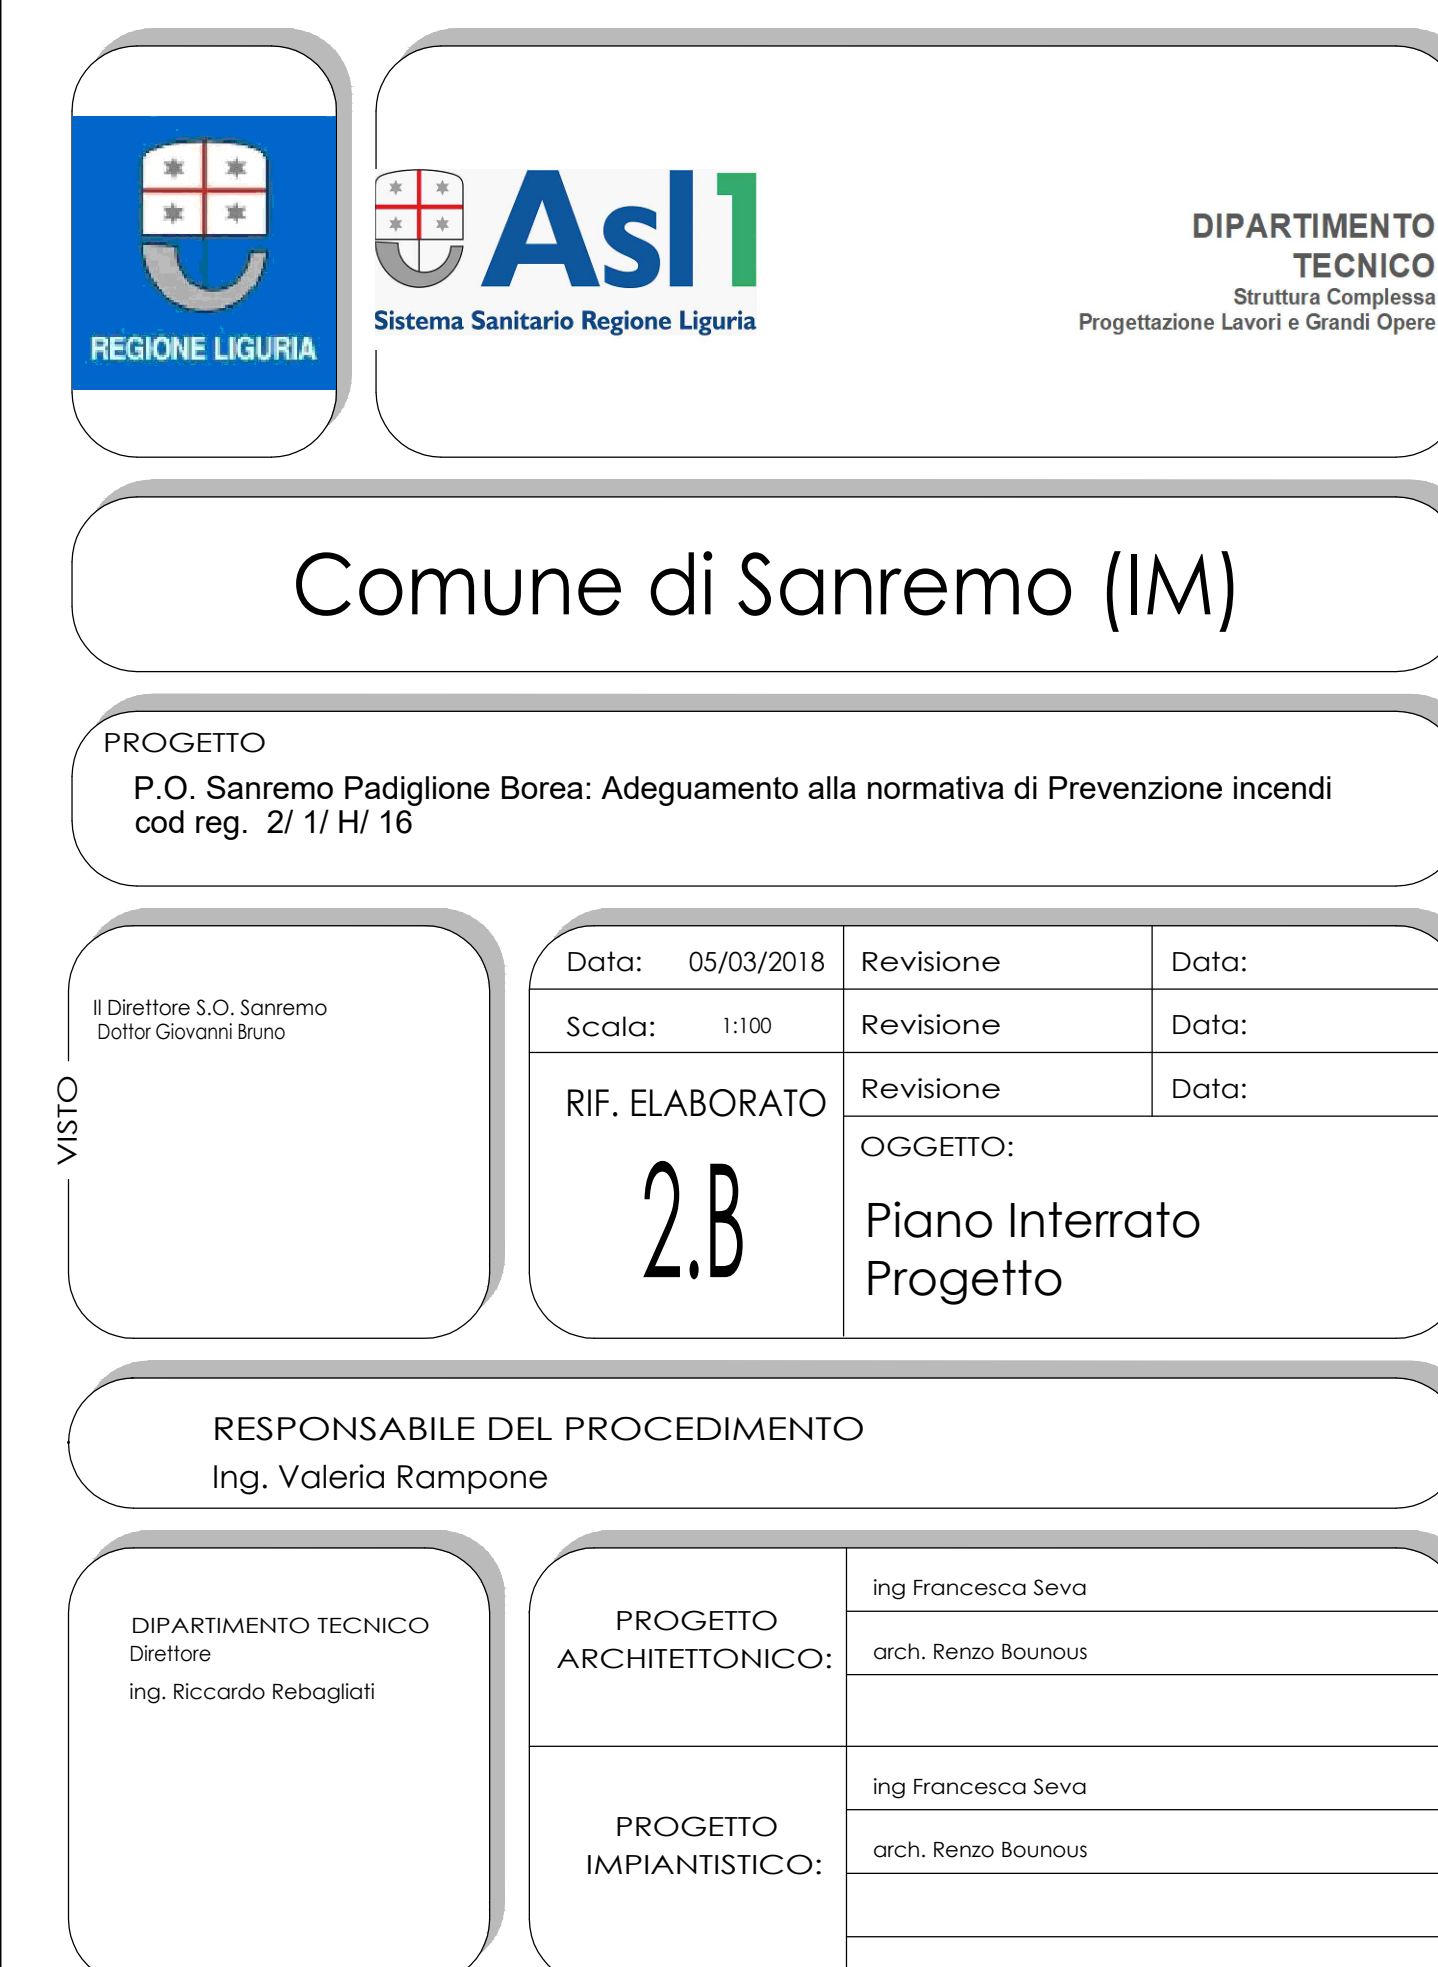 REGIONE LIGURIA
Asl1
Sistema Sanitario Regione Liguria
DIPARTIMENTO
TECNICO
Struttura Complessa
Progettazione Lavori e Grandi Opere
Comune di Sanremo (IM)
PROGETTO
P.O. Sanremo Padiglione Borea: Adeguamento alla normativa di Prevenzione incendi
cod reg. 2/ 1/ H/ 16
VISTO
Il Direttore S.O. Sanremo
Dottor Giovanni Bruno
Data: 05/03/2018 Revisione Data:
Scala: 1:100 Revisione Data:
Revisione Data:
RIF. ELABORATO
2.B
OGGETTO:
Piano Interrato
Progetto
RESPONSABILE DEL PROCEDIMENTO
Ing. Valeria Rampone
DIPARTIMENTO TECNICO
Direttore
ing. Riccardo Rebagliati
PROGETTO
ARCHITETTONICO:
ing Francesca Seva
arch. Renzo Bounous
PROGETTO
IMPIANTISTICO:
ing Francesca Seva
arch. Renzo Bounous